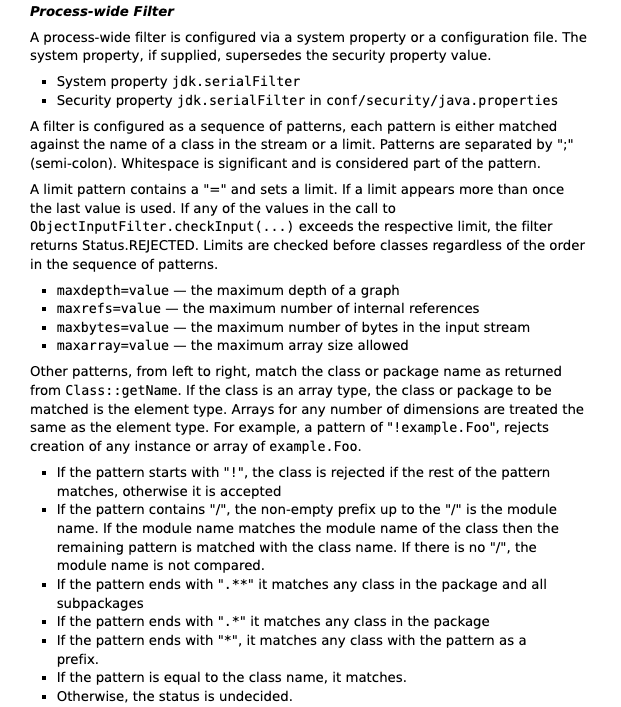 Process-wide Filter
A process-wide filter is configured via a system property or a configuration file. The
system property, if supplied, supersedes the security property value.
▪ System property jdk.serialFilter
▪ Security property jdk.serialFilter in conf/security/java.properties
A filter is configured as a sequence of patterns, each pattern is either matched
against the name of a class in the stream or a limit. Patterns are separated by ";"
(semi-colon). Whitespace is significant and is considered part of the pattern.
A limit pattern contains a "=" and sets a limit. If a limit appears more than once
the last value is used. If any of the values in the call to
ObjectInputFilter.checkInput(...) exceeds the respective limit, the filter
returns Status.REJECTED. Limits are checked before classes regardless of the order
in the sequence of patterns.
▪ maxdepth=value — the maximum depth of a graph
▪ maxrefs=value — the maximum number of internal references
▪ maxbytes=value — the maximum number of bytes in the input stream
▪ maxarray=value — the maximum array size allowed
Other patterns, from left to right, match the class or package name as returned
from Class::getName. If the class is an array type, the class or package to be
matched is the element type. Arrays for any number of dimensions are treated the
same as the element type. For example, a pattern of "!example.Foo", rejects
creation of any instance or array of example.Foo.
▪ If the pattern starts with "!", the class is rejected if the rest of the pattern
matches, otherwise it is accepted
▪ If the pattern contains "/", the non-empty prefix up to the "/" is the module
name. If the module name matches the module name of the class then the
remaining pattern is matched with the class name. If there is no "/", the
module name is not compared.
▪ If the pattern ends with ".**" it matches any class in the package and all
subpackages
▪ If the pattern ends with ".*" it matches any class in the package
▪ If the pattern ends with "*", it matches any class with the pattern as a
prefix.
▪ If the pattern is equal to the class name, it matches.
▪ Otherwise, the status is undecided.